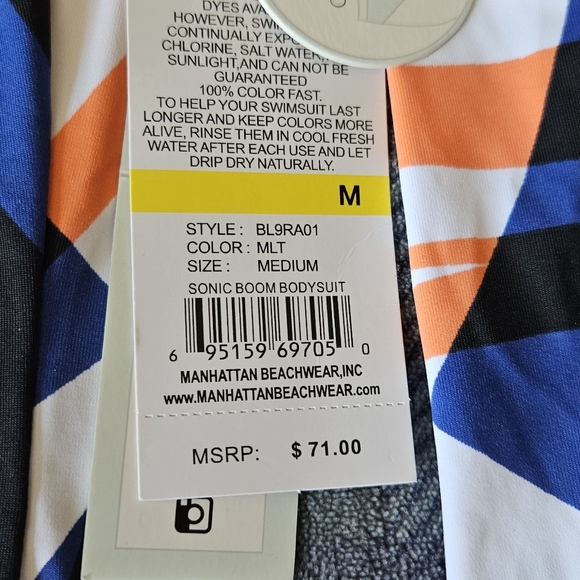 DYES AVA
HOWEVER, SWIM
CONTINUALLY EXP
CHLORINE, SALT WATER,
SUNLIGHT,AND CAN NOT BE
GUARANTEED
100% COLOR FAST.
TO HELP YOUR SWIMSUIT LAST
LONGER AND KEEP COLORS MORE
ALIVE, RINSE THEM IN COOL FRESH
WATER AFTER EACH USE AND LET
DRIP DRY NATURALLY.
M
STYLE : BL9RA01
COLOR : MLT
SIZE : MEDIUM
SONIC BOOM BODYSUIT
6 95159 69705 0
MANHATTAN BEACHWEAR,INC
www.MANHATTANBEACHWEAR.com
MSRP: $ 71.00